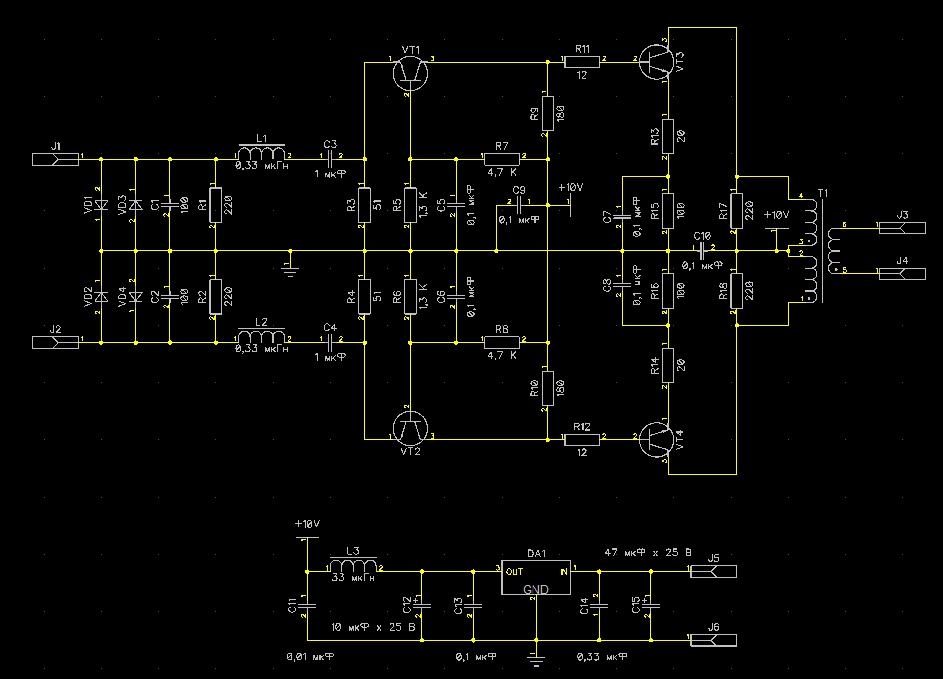 VT1
R11
12
VT3
R9
180
R13
20
J1
L1
0,33 мкГн
C3
1 мкФ
R7
4,7 K
VD1
VD3
C1
100
R1
220
R3
51
R5
1,3 K
C5
0,1 мкФ
C9
0,1 мкФ
+10V
C7
0,1 мкФ
R15
100
R17
220
+10V
T1
J3
C10
0,1 мкФ
J4
VD2
VD4
C2
100
R2
220
R4
51
R6
1,3 K
C6
0,1 мкФ
C8
0,1 мкФ
R16
100
R18
220
J2
L2
0,33 мкГн
C4
1 мкФ
R8
4,7 K
R10
180
R14
20
VT2
R12
12
VT4
+10V
L3
33 мкГн
DA1
OUT
IN
GND
47 мкФ x 25 В
J5
C11
C12
C13
C14
C15
10 мкФ x 25 В
J6
0,01 мкФ
0,1 мкФ
0,33 мкФ